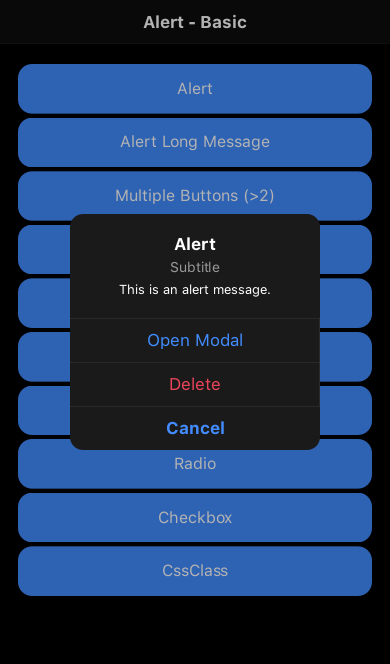 Alert - Basic
Alert
Alert Long Message
Multiple Buttons (>2)
Alert
Subtitle
This is an alert message.
Open Modal
Delete
Cancel
Radio
Checkbox
CssClass